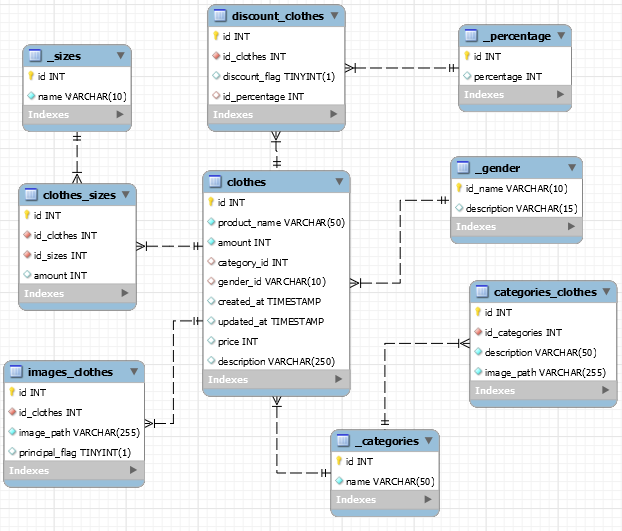 discount_clothes
id INT
id_clothes INT
discount_flag TINYINT(1)
id_percentage INT
Indexes
_percentage
id INT
percentage INT
Indexes
_sizes
id INT
name VARCHAR(10)
Indexes
_gender
id_name VARCHAR(10)
description VARCHAR(15)
Indexes
clothes
id INT
product_name VARCHAR(50)
amount INT
category_id INT
gender_id VARCHAR(10)
created_at TIMESTAMP
updated_at TIMESTAMP
price INT
description VARCHAR(250)
Indexes
clothes_sizes
id INT
id_clothes INT
id_sizes INT
amount INT
Indexes
categories_clothes
id INT
id_categories INT
description VARCHAR(50)
image_path VARCHAR(255)
Indexes
images_clothes
id INT
id_clothes INT
image_path VARCHAR(255)
principal_flag TINYINT(1)
Indexes
_categories
id INT
name VARCHAR(50)
Indexes